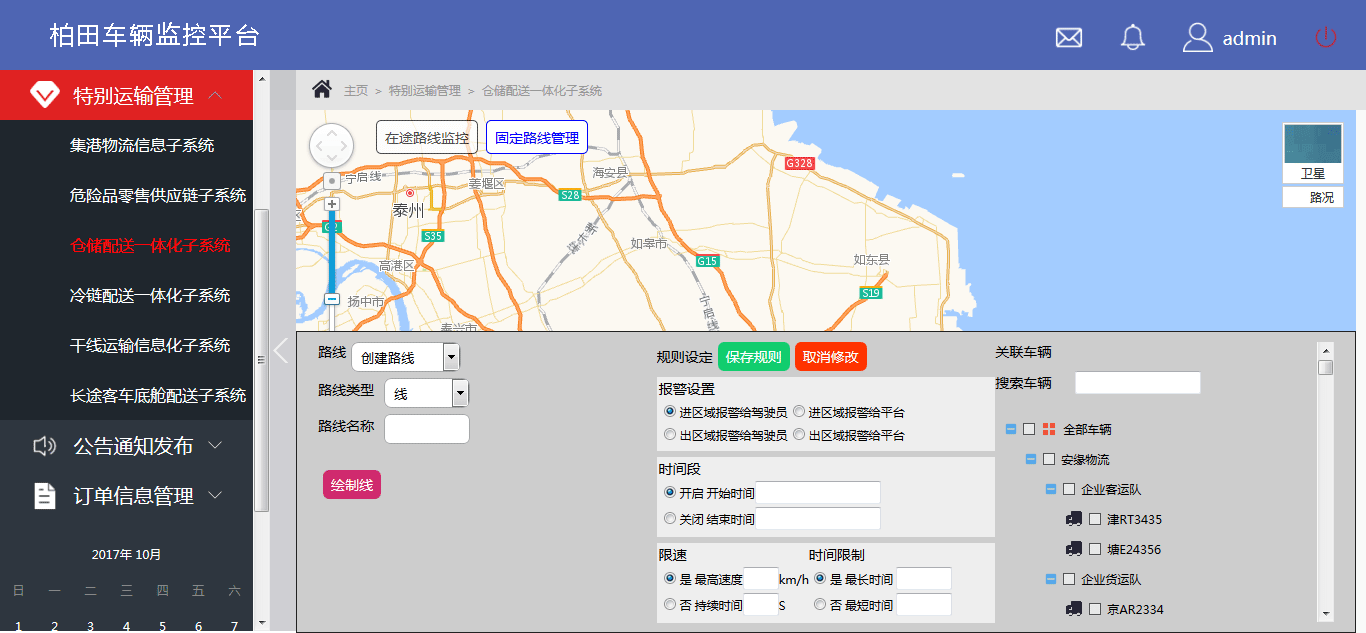 柏田车辆监控平台
admin
特别运输管理
集港物流信息子系统
危险品零售供应链子系统
仓储配送一体化子系统
冷链配送一体化子系统
干线运输信息化子系统
长途客车底舱配送子系统
公告通知发布
订单信息管理
2017年 10月
日 一 二 三 四 五 六
1 2 3 4 5 6 7
主页 > 特别运输管理 > 仓储配送一体化子系统
在途路线监控
固定路线管理
卫星
路况
G328
宁启线
姜堰区
海安县
S28
泰州
S35
如皋市
G15
如东县
高港区
S19
扬中市
宁启线
泰兴市
路线 创建路线
路线类型 线
路线名称
绘制线
规则设定 保存规则 取消修改
报警设置
进区域报警给驾驶员 进区域报警给平台
出区域报警给驾驶员 出区域报警给平台
时间段
开启 开始时间
关闭 结束时间
限速 时间限制
是 最高速度 km/h 是 最长时间
否 持续时间 S 否 最短时间
关联车辆
搜索车辆
全部车辆
安缘物流
企业客运队
津RT3435
塘E24356
企业货运队
京AR2334